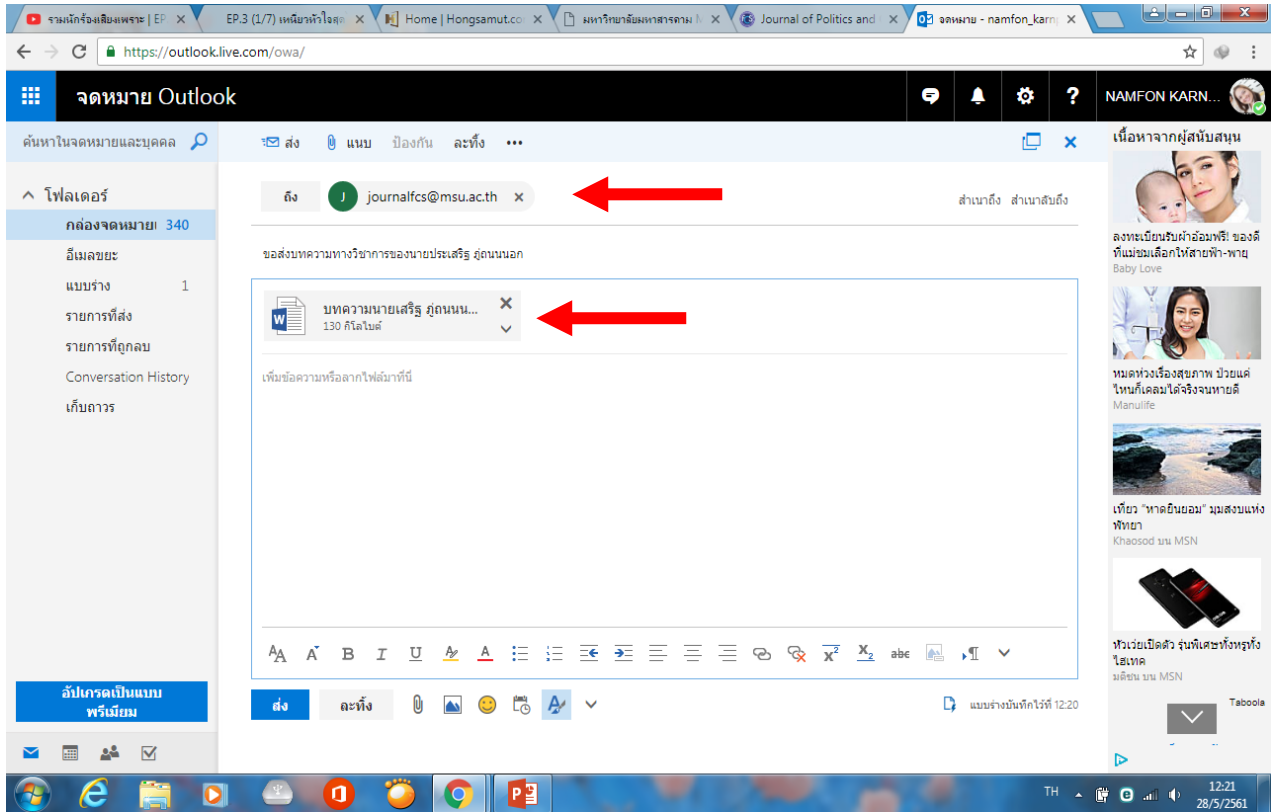 รวมนักร้องเสียงเพราะ | EP
EP.3 (1/7) เหนี่ยวหัวใจสุด
Home | Hongsamut.co
มหาวิทยาลัยมหาสารคาม M
Journal of Politics and
จดหมาย - namfon_karn
https://outlook.live.com/owa/
จดหมาย Outlook
NAMFON KARN...
ค้นหาในจดหมายและบุคคล
ส่ง แนบ ป้องกัน ละทิ้ง •••
โฟลเดอร์
กล่องจดหมาย 340
อีเมลขยะ
แบบร่าง 1
รายการที่ส่ง
รายการที่ถูกลบ
Conversation History
เก็บถาวร
อัปเกรดเป็นแบบ
พรีเมียม
ถึง J journalfcs@msu.ac.th x
สำเนาถึง สำเนาลับถึง
ขอส่งบทความทางวิชาการของนายประเสริฐ ภู่ถนนนอก
บทความนายเสริฐ ภู่ถนนน...
130 กิโลไบต์
เพิ่มข้อความหรือลากไฟล์มาที่นี่
ส่ง ละทิ้ง
แบบร่างบันทึกไว้ที่ 12:20
เนื้อหาจากผู้สนับสนุน
ลงทะเบียนรับผ้าอ้อมฟรี! ของดี
ที่แม่ชมเลือกให้สายฟ้า-พายุ
Baby Love
หมดห่วงเรื่องสุขภาพ ป่วยแค่
ไหนก็เคลมได้จริงจนหายดี
Manulife
เที่ยว "หาดยินยอม" มุมสงบแห่ง
พัทยา
Khaosod บน MSN
หัวเว่ยเปิดตัว รุ่นพิเศษทั้งหรูทั้ง
ไฮเทค
มติชน บน MSN
Taboola
TH
12:21
28/5/2561